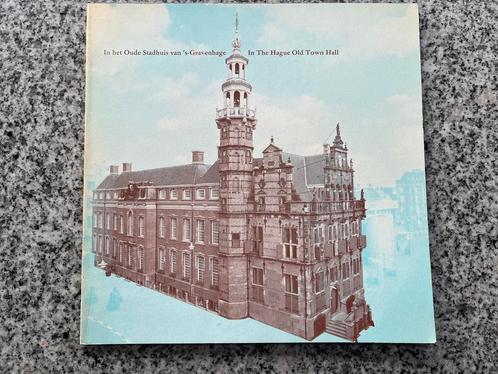 In het Oude Stadhuis van 's-Gravenhage In The Hague Old Town Hall